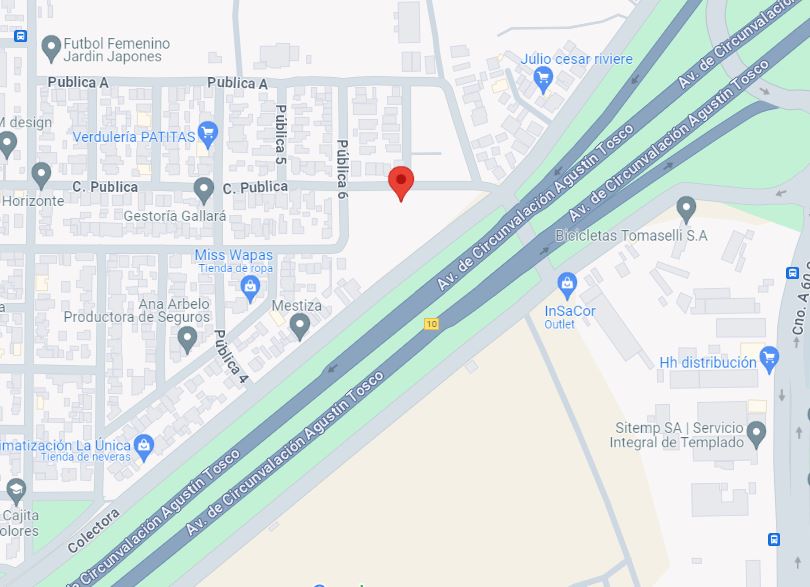 Futbol Femenino
Jardin Japones
Julio cesar riviere
Av. de Circunvalación
Publica A
Publica A
Av. de Circunvalación Agustín Tosco
M design
Verdulería PATITAS
Pública 5
Pública 6
Av. de Circunvalación Agustín Tosco
C. Publica
C. Publica
Horizonte
Gestoría Gallará
Bicicletas Tomaselli S.A
Miss Wapas
Tienda de ropa
Cno. A 60
Ana Arbelo
Productora de Seguros
Mestiza
InSaCor
Outlet
10
Pública 4
Hh distribución
Av. de Circunvalación Agustín Tosco
Sitemp SA | Servicio
Integral de Templado
imatización La Única
Tienda de neveras
Cajita
olores
Colectora
de Circunvalación Agustín Tosco